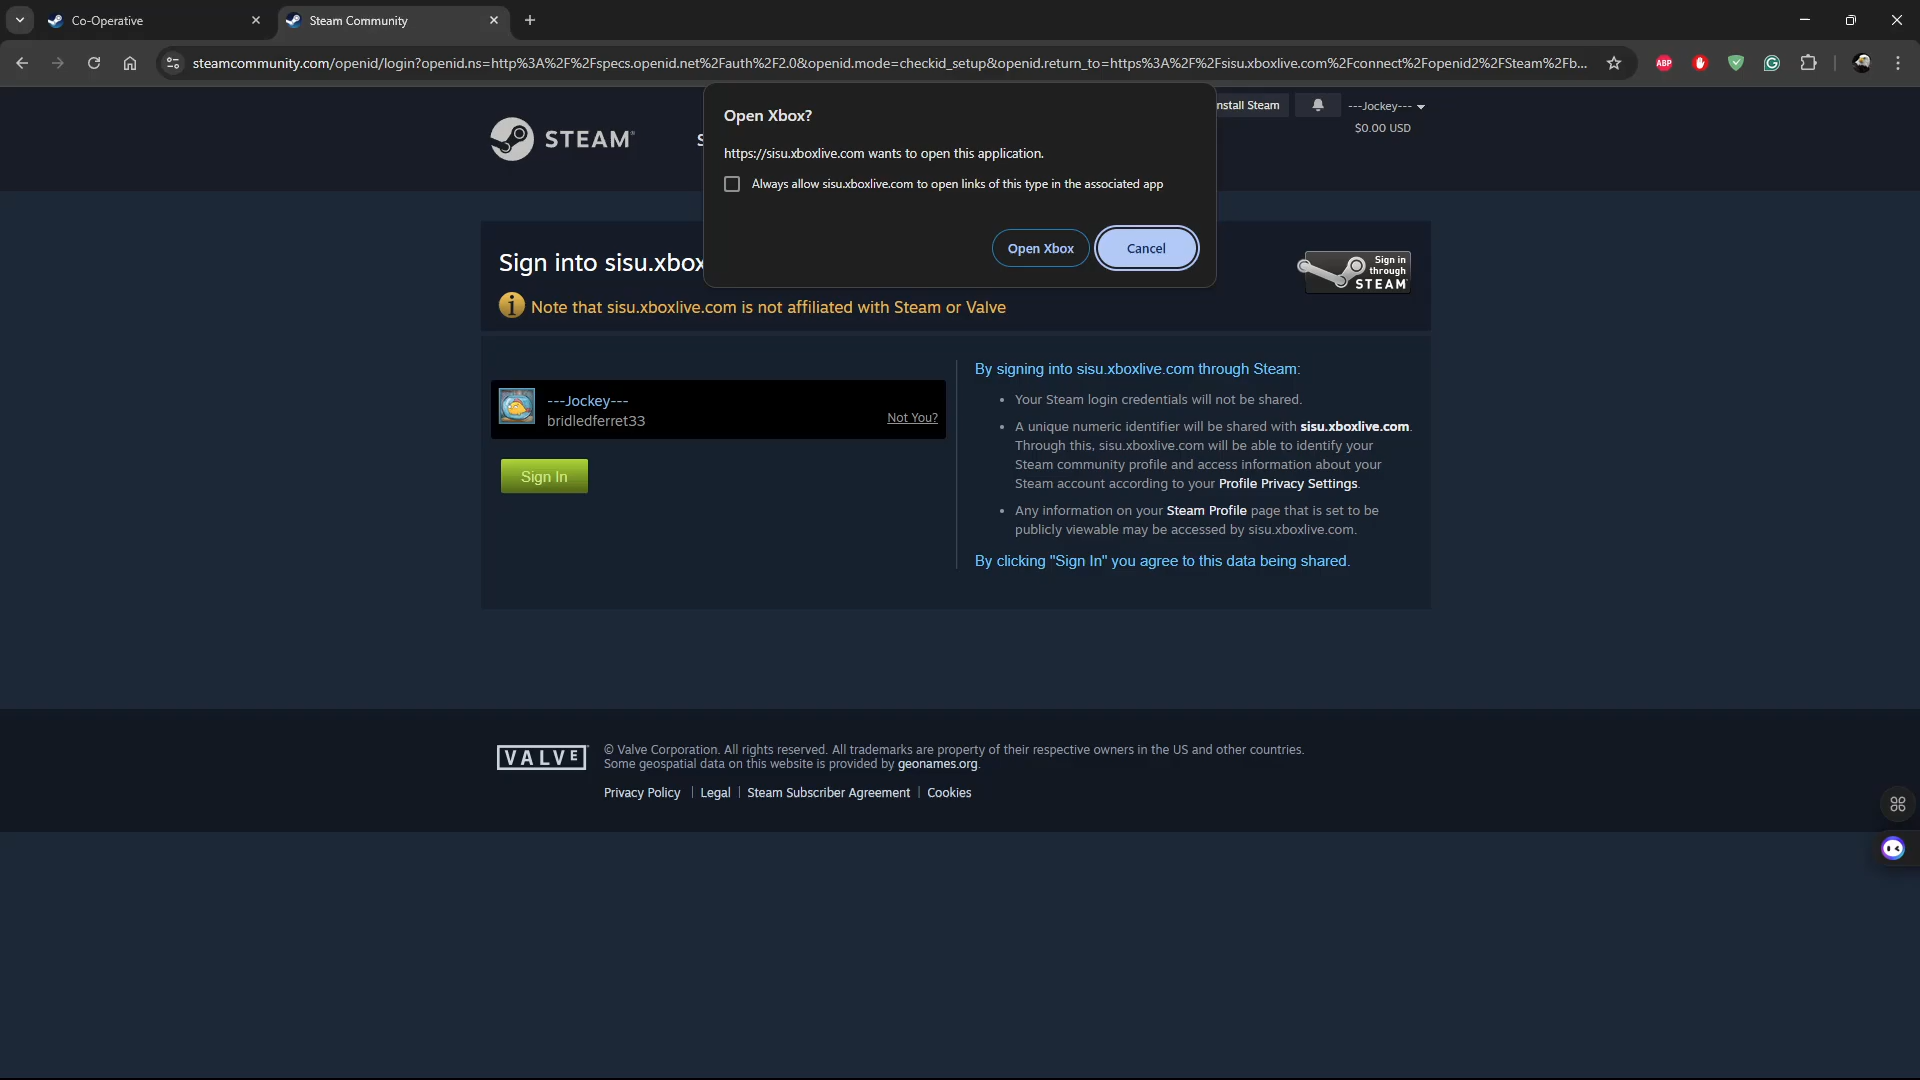 Co-Operative
Steam Community
steamcommunity.com/openid/login?openid.ns=http%3A%2F%2Fspecs.openid.net%2Fauth%2F2.0&openid.mode=checkid_setup&openid.return_to=https%3A%2F%2Fsisu.xboxlive.com%2Fconnect%2Fopenid2%2FSteam%2Fb...
ABP
Open Xbox?
https://sisu.xboxlive.com wants to open this application.
Always allow sisu.xboxlive.com to open links of this type in the associated app
Open Xbox
Cancel
STEAM®
S
nstall Steam
---Jockey---
$0.00 USD
Sign into sisu.xbox
Sign in
through
STEAM
Note that sisu.xboxlive.com is not affiliated with Steam or Valve
---Jockey---
bridledferret33
Not You?
Sign In
By signing into sisu.xboxlive.com through Steam:
• Your Steam login credentials will not be shared.
• A unique numeric identifier will be shared with sisu.xboxlive.com.
Through this, sisu.xboxlive.com will be able to identify your
Steam community profile and access information about your
Steam account according to your Profile Privacy Settings.
• Any information on your Steam Profile page that is set to be
publicly viewable may be accessed by sisu.xboxlive.com.
By clicking "Sign In" you agree to this data being shared.
VALVE
© Valve Corporation. All rights reserved. All trademarks are property of their respective owners in the US and other countries.
Some geospatial data on this website is provided by geonames.org.
Privacy Policy | Legal | Steam Subscriber Agreement | Cookies